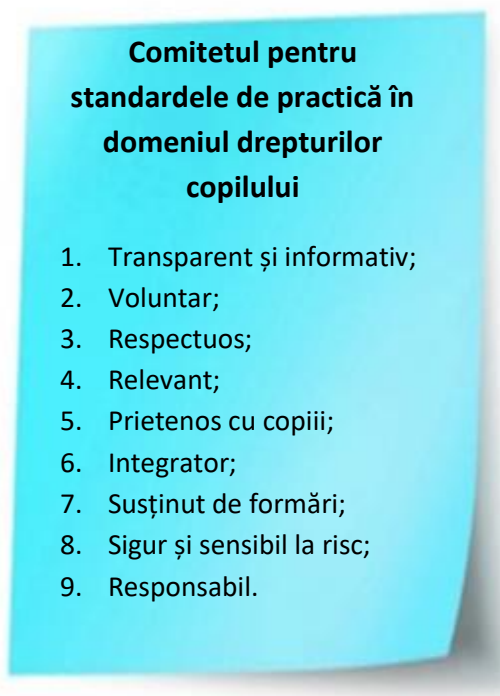 Comitetul pentru
standardele de practică în
domeniul drepturilor
copilului
1. Transparent și informativ;
2. Voluntar;
3. Respectuos;
4. Relevant;
5. Prietenos cu copiii;
6. Integrator;
7. Susținut de formări;
8. Sigur și sensibil la risc;
9. Responsabil.